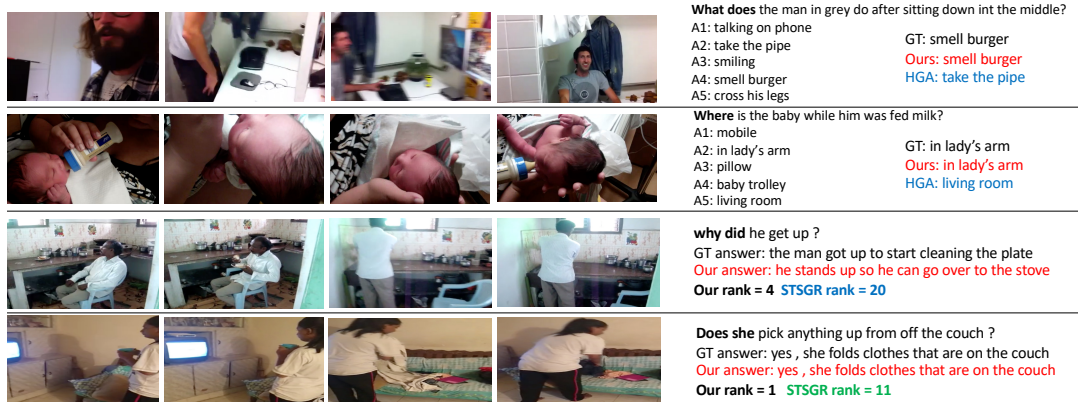 What does the man in grey do after sitting down int the middle?
A1: talking on phone
A2: take the pipe
A3: smiling
A4: smell burger
A5: cross his legs
GT: smell burger
Ours: smell burger
HGA: take the pipe
Where is the baby while him was fed milk?
A1: mobile
A2: in lady's arm
A3: pillow
A4: baby trolley
A5: living room
GT: in lady's arm
Ours: in lady's arm
HGA: living room
why did he get up ?
GT answer: the man got up to start cleaning the plate
Our answer: he stands up so he can go over to the stove
Our rank = 4 STSGR rank = 20
Does she pick anything up from off the couch ?
GT answer: yes , she folds clothes that are on the couch
Our answer: yes , she folds clothes that are on the couch
Our rank = 1 STSGR rank = 11